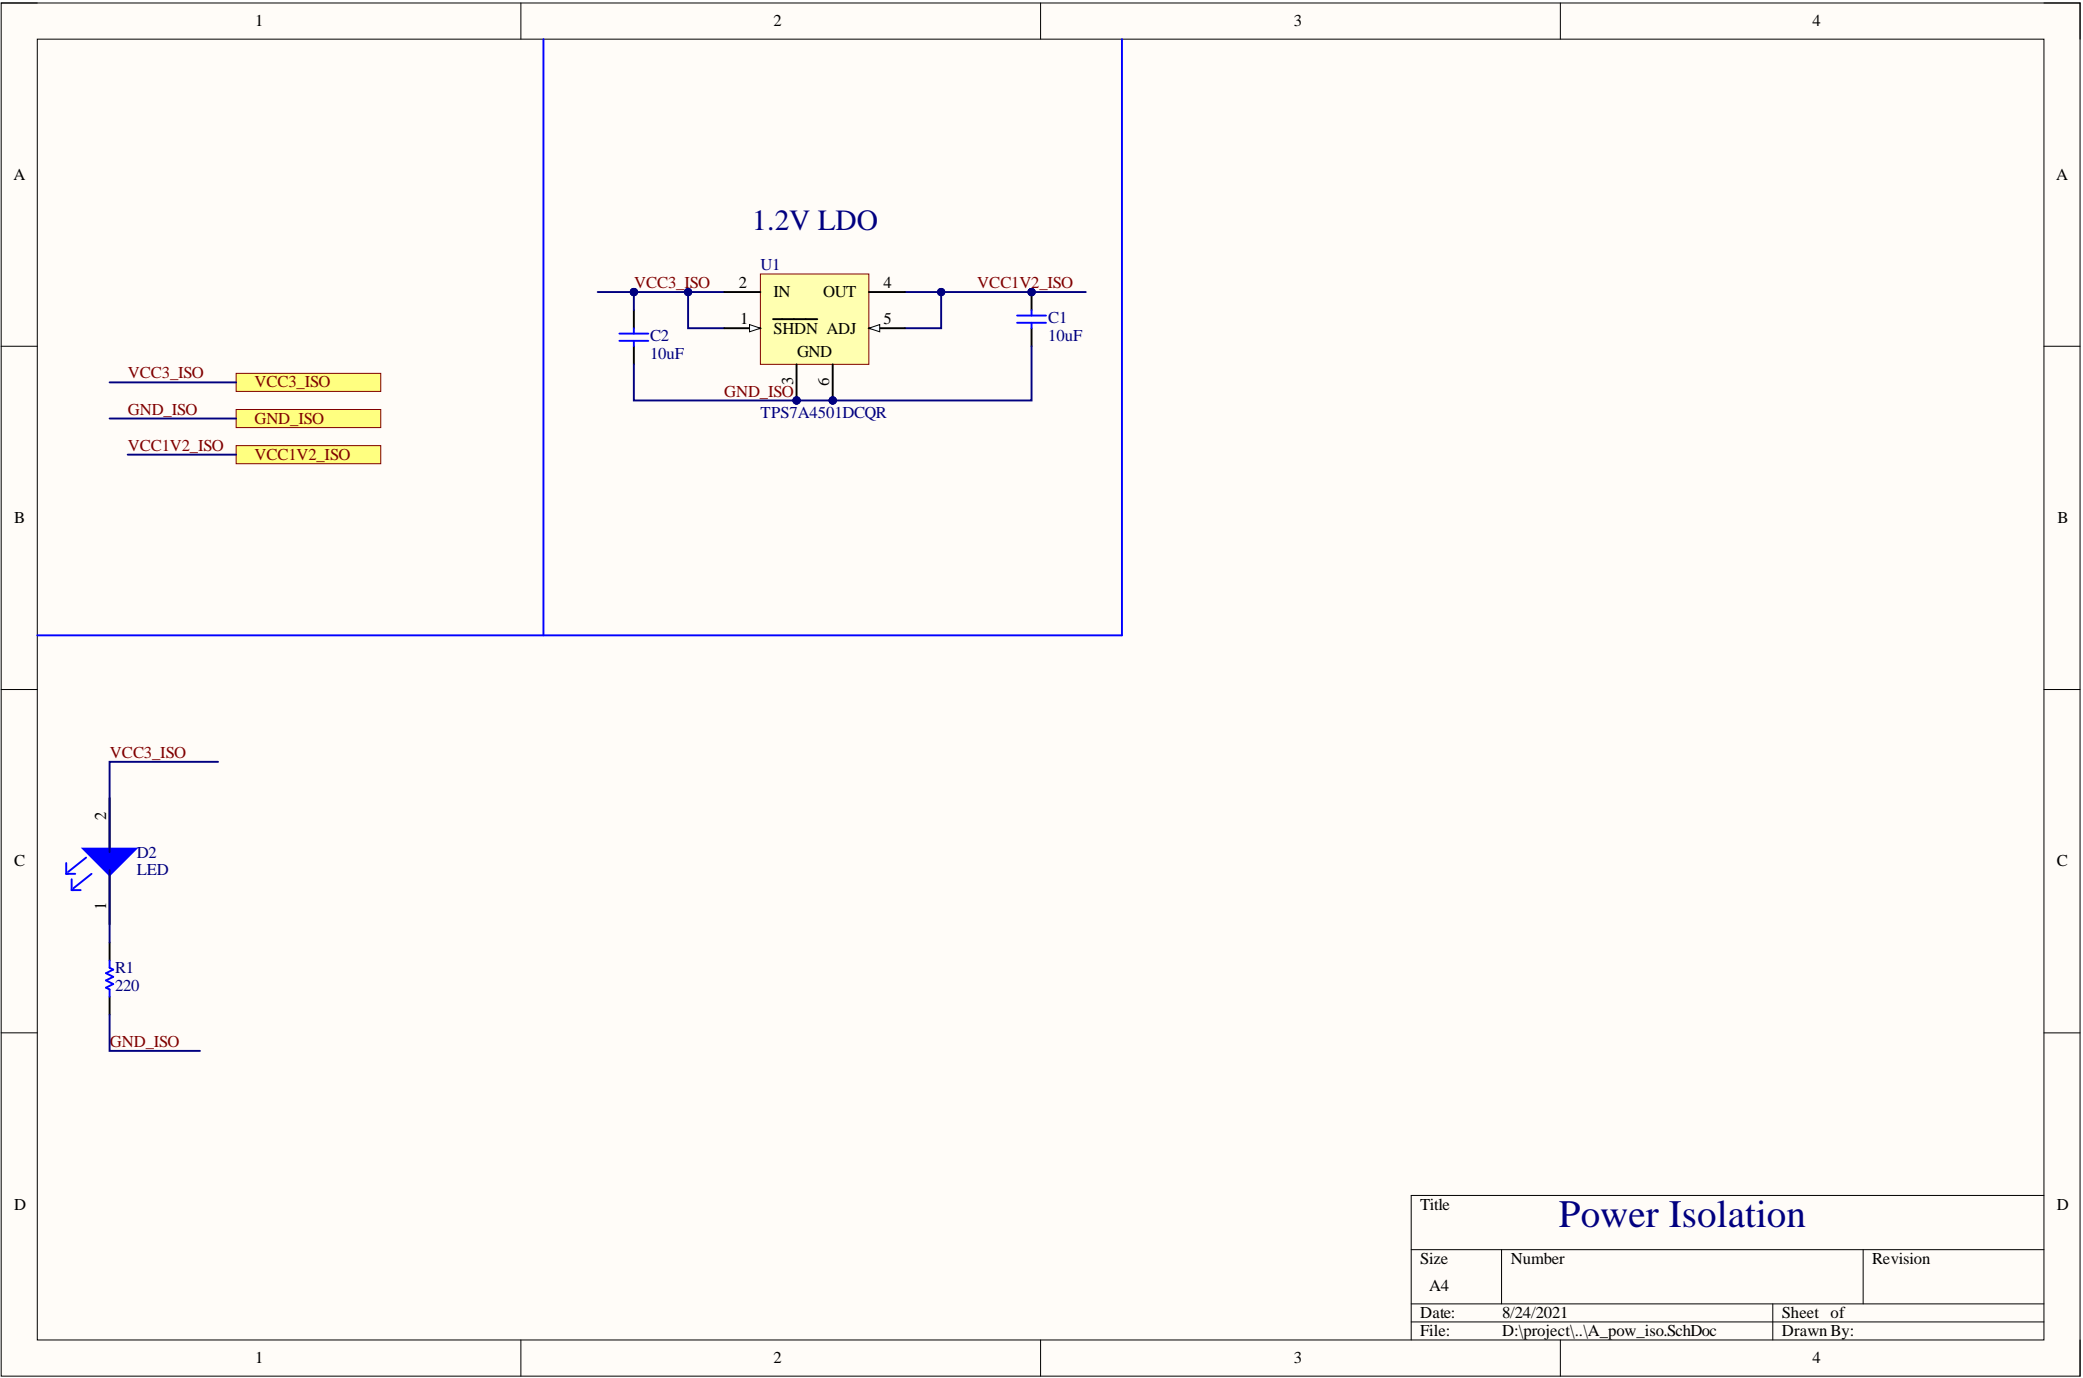 1 2 3 4
A A
1.2V LDO
U1
VCC3_ISO 2 IN OUT 4 VCC1V2_ISO
1 SHDN ADJ 5
C1
10uF
C2
10uF
GND
3 6
GND_ISO
TPS7A4501DCQR
VCC3_ISO VCC3_ISO
GND_ISO GND_ISO
VCC1V2_ISO VCC1V2_ISO
B B
VCC3_ISO
2
D2
LED
C C
1
R1
220
GND_ISO
D D
Title Power Isolation
Size Number Revision
A4
Date: 8/24/2021 Sheet of
File: D:\project\..\A_pow_iso.SchDoc Drawn By:
1 2 3 4